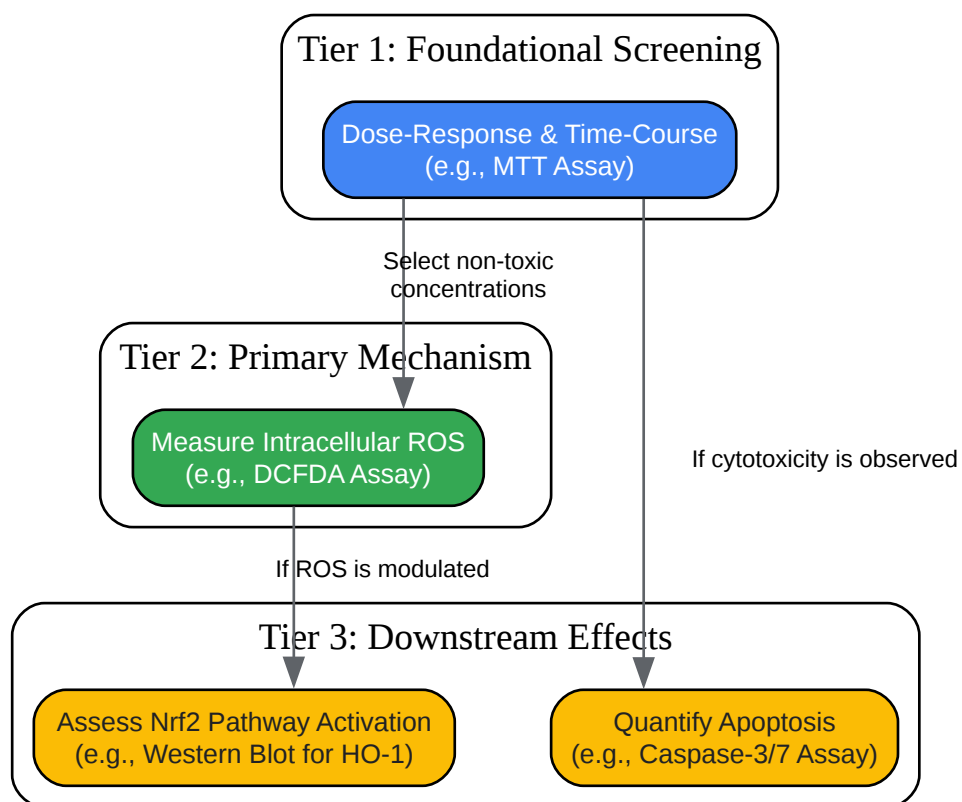 Tier 1: Foundational Screening
Dose-Response & Time-Course
(e.g., MTT Assay)
Select non-toxic
concentrations
Tier 2: Primary Mechanism
Measure Intracellular ROS
(e.g., DCFDA Assay)
If cytotoxicity is observed
If ROS is modulated
Tier 3: Downstream Effects
Assess Nrf2 Pathway Activation
(e.g., Western Blot for HO-1)
Quantify Apoptosis
(e.g., Caspase-3/7 Assay)